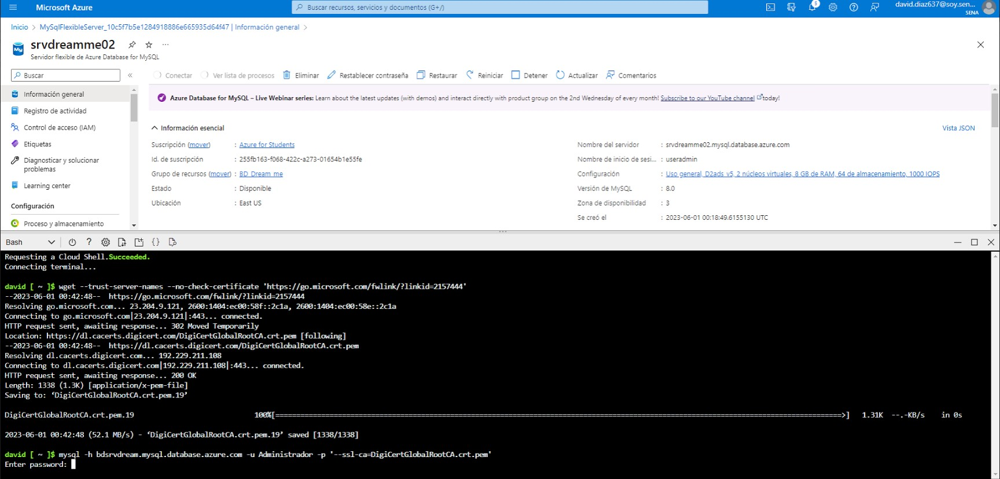 Microsoft Azure
Buscar recursos, servicios y documentos (G+/)
5
david.diaz637@soy.sen...
SENA
Inicio > MySqlFlexibleServer_10c5f7b5e1284918886e665935d64f47 | Información general >
My
srvdreamme02
...
Servidor flexible de Azure Database for MySQL
Buscar
«
Conectar
Ver lista de procesos
Eliminar
Restablecer contraseña
Restaurar
Reiniciar
Detener
Actualizar
Comentarios
Información general
Registro de actividad
Control de acceso (IAM)
Etiquetas
Diagnosticar y solucionar
problemas
Learning center
Configuración
Proceso y almacenamiento
Azure Database for MySQL – Live Webinar series: Learn about the latest updates (with demos) and interact directly with product group on the 2nd Wednesday of every month! Subscribe to our YouTube channel today!
Información esencial
Vista JSON
Suscripción (mover) : Azure for Students
Id. de suscripción : 255fb163-f068-422c-a273-01654b1e55fe
Grupo de recursos (mover) : BD_Dream_me
Estado : Disponible
Ubicación : East US
Nombre del servidor : srvdreamme02.mysql.database.azure.com
Nombre de inicio de sesi... : useradmin
Configuración : Uso general, D2ads_v5, 2 núcleos virtuales, 8 GB de RAM, 64 de almacenamiento, 1000 IOPS
Versión de MySQL : 8.0
Zona de disponibilidad : 3
Se creó el : 2023-06-01 00:18:49.6155130 UTC
Bash
? {}
Requesting a Cloud Shell.Succeeded.
Connecting terminal...
david [ ~ ]$ wget --trust-server-names --no-check-certificate 'https://go.microsoft.com/fwlink/?linkid=2157444'
--2023-06-01 00:42:48--  https://go.microsoft.com/fwlink/?linkid=2157444
Resolving go.microsoft.com... 23.204.9.121, 2600:1404:ec00:58f::2c1a, 2600:1404:ec00:58e::2c1a
Connecting to go.microsoft.com|23.204.9.121|:443... connected.
HTTP request sent, awaiting response... 302 Moved Temporarily
Location: https://dl.cacerts.digicert.com/DigiCertGlobalRootCA.crt.pem [following]
--2023-06-01 00:42:48--  https://dl.cacerts.digicert.com/DigiCertGlobalRootCA.crt.pem
Resolving dl.cacerts.digicert.com... 192.229.211.108
Connecting to dl.cacerts.digicert.com|192.229.211.108|:443... connected.
HTTP request sent, awaiting response... 200 OK
Length: 1338 (1.3K) [application/x-pem-file]
Saving to: ‘DigiCertGlobalRootCA.crt.pem.19’
DigiCertGlobalRootCA.crt.pem.19 100%[=====================================================>] 1.31K --.-KB/s in 0s
2023-06-01 00:42:48 (52.1 MB/s) - ‘DigiCertGlobalRootCA.crt.pem.19’ saved [1338/1338]
david [ ~ ]$ mysql -h bdsrvdream.mysql.database.azure.com -u Administrador -p '--ssl-ca=DigiCertGlobalRootCA.crt.pem'
Enter password: